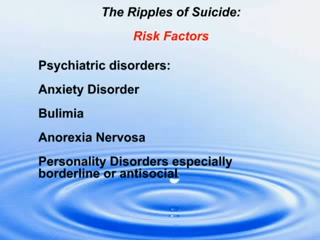 The Ripples of Suicide:
Risk Factors
Psychiatric disorders:
Anxiety Disorder
Bulimia
Anorexia Nervosa
Personality Disorders especially
borderline or antisocial